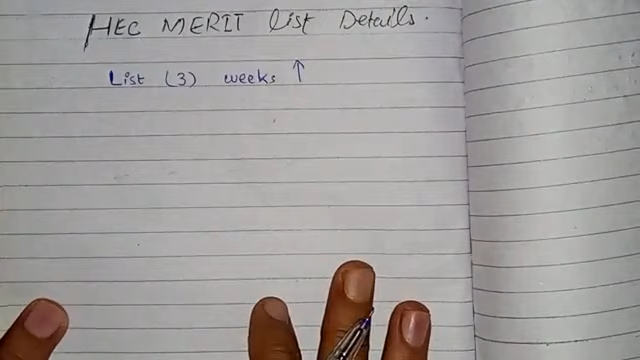 HEC MERIT list Details.
List (3) weeks ↑